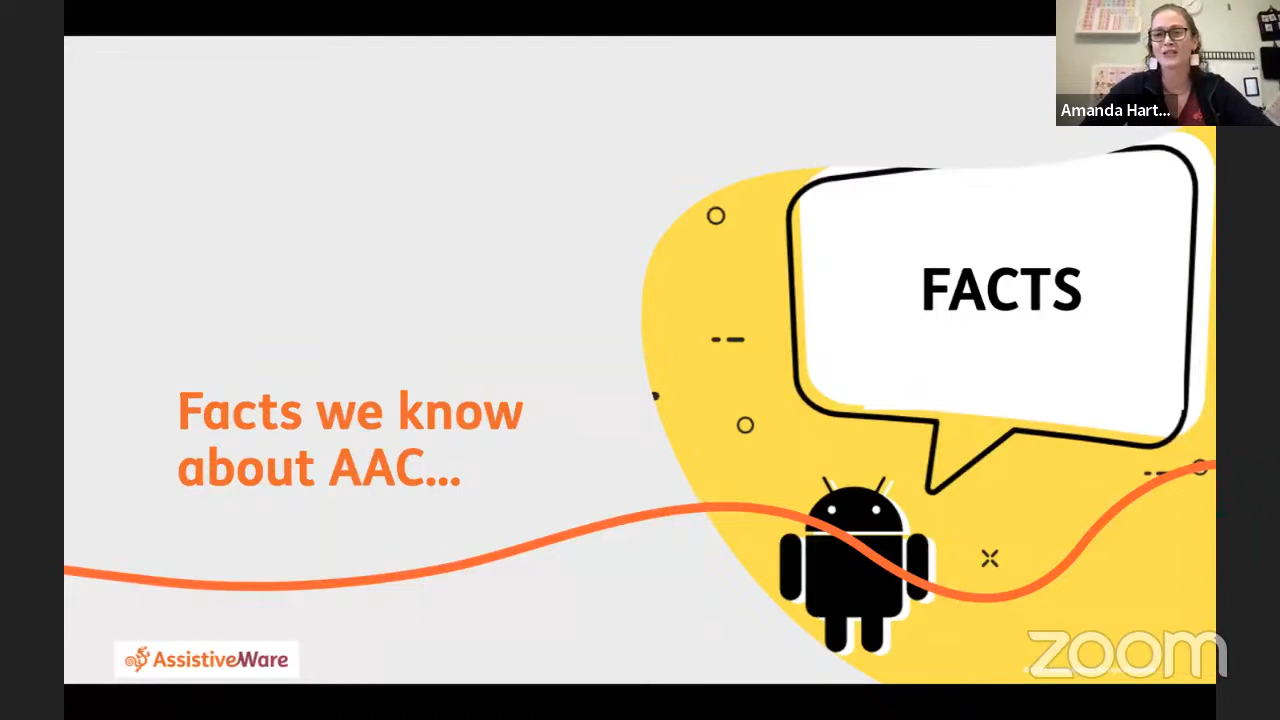 Amanda Hart...
FACTS
Facts we know
about AAC...
AssistiveWare
zoom